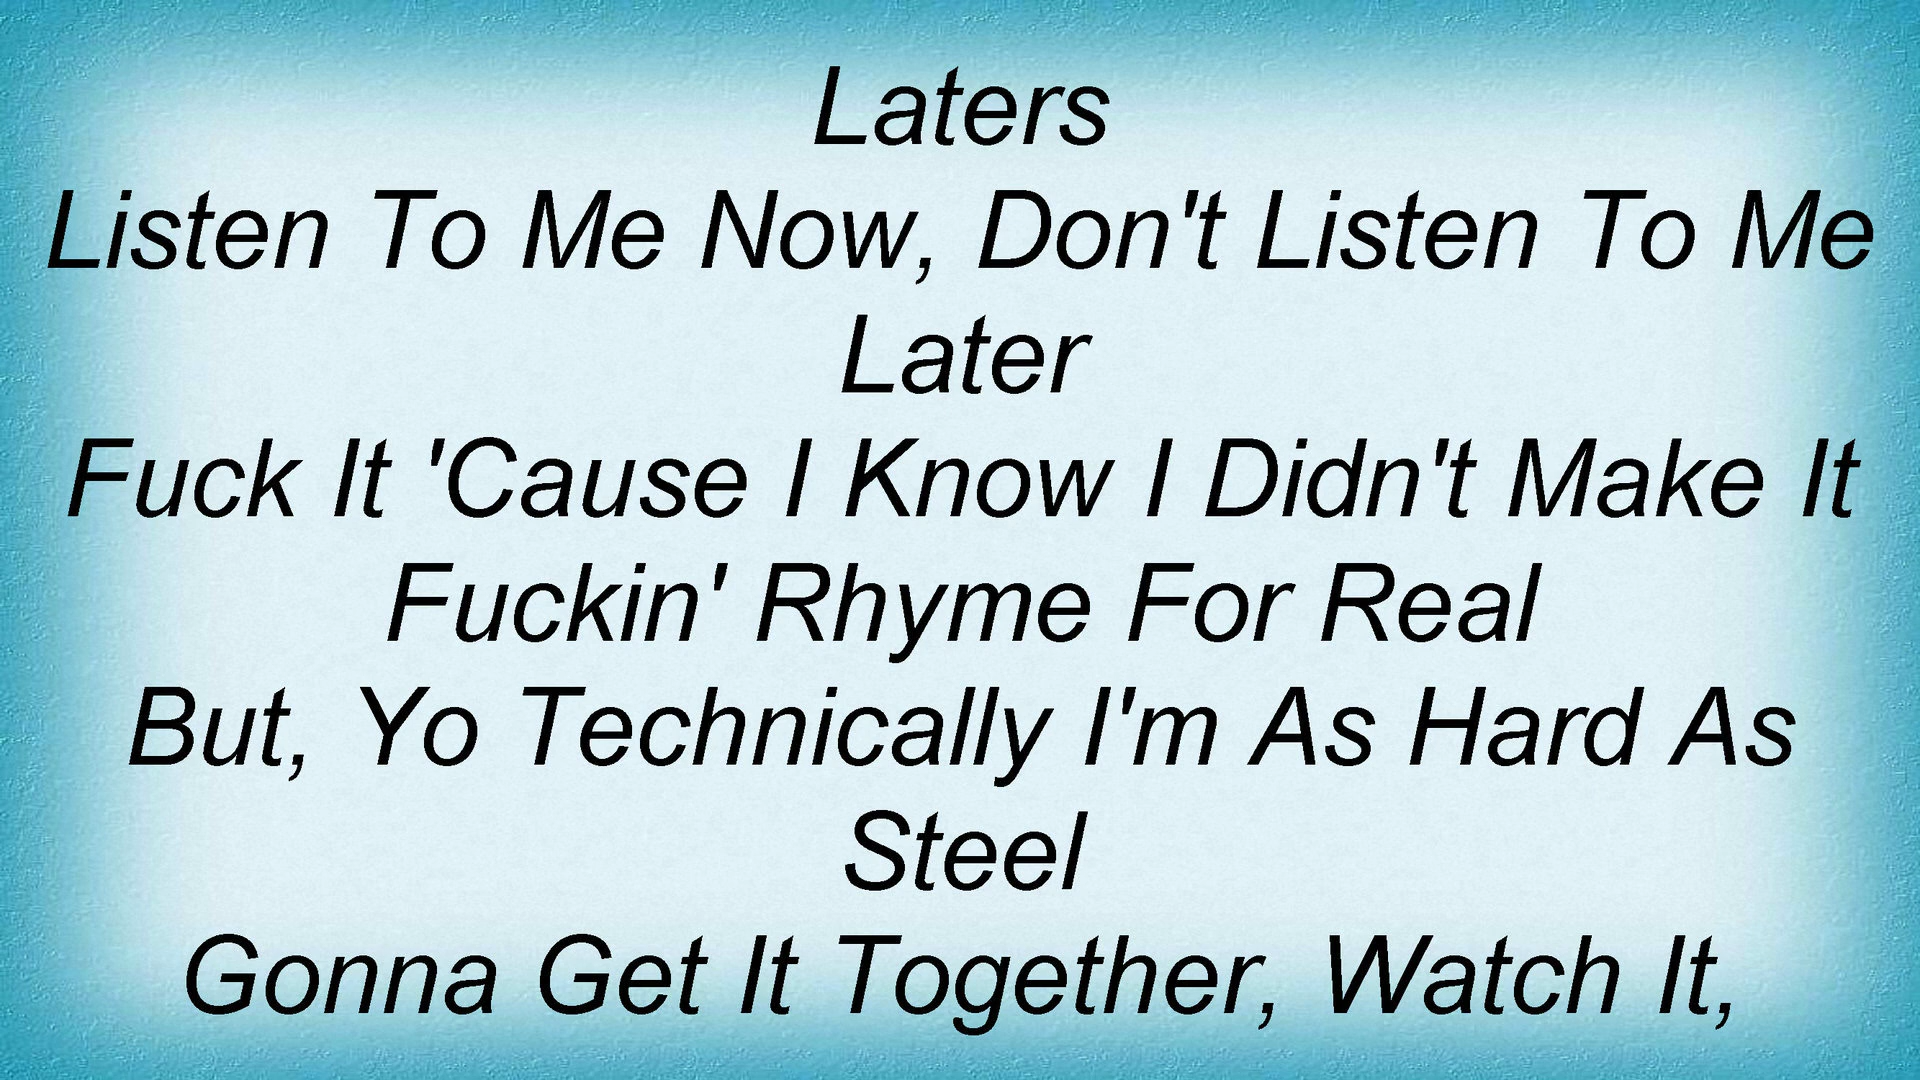 Laters
Listen To Me Now, Don't Listen To Me
Later
Fuck It 'Cause I Know I Didn't Make It
Fuckin' Rhyme For Real
But, Yo Technically I'm As Hard As
Steel
Gonna Get It Together, Watch It,